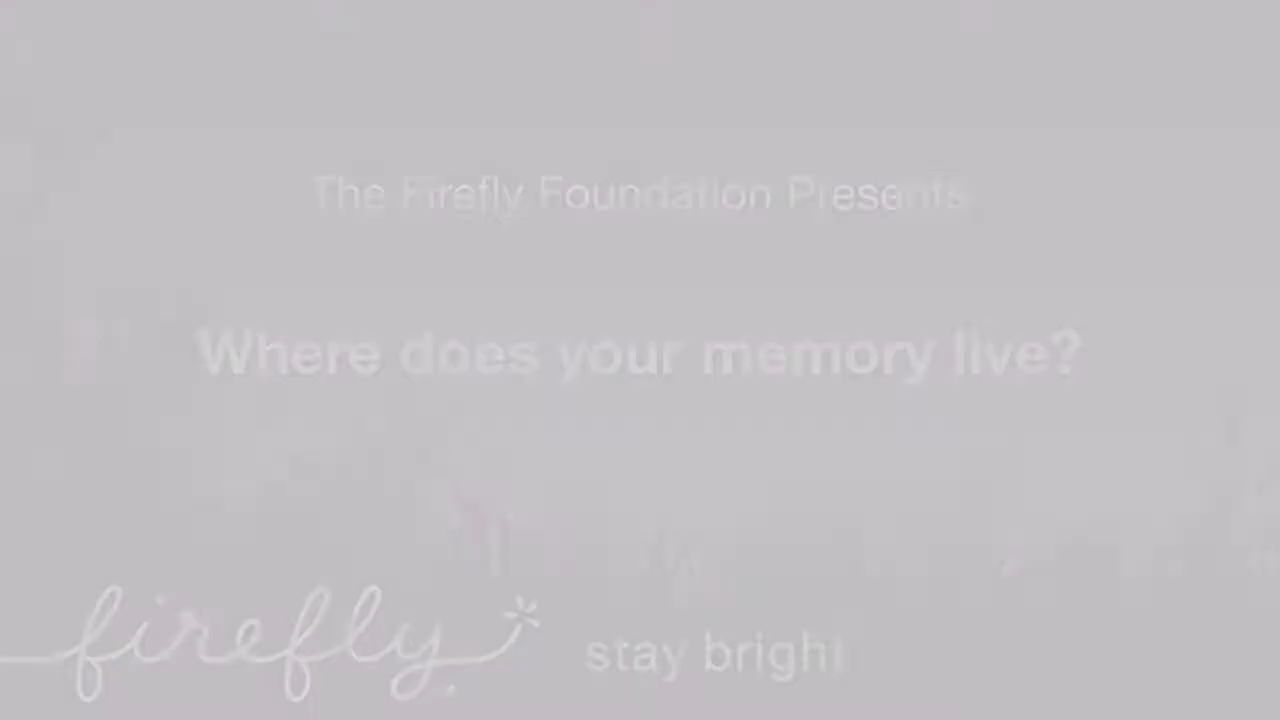 The Firefly Foundation Presents
Where does your memory live?
firefly. stay bright